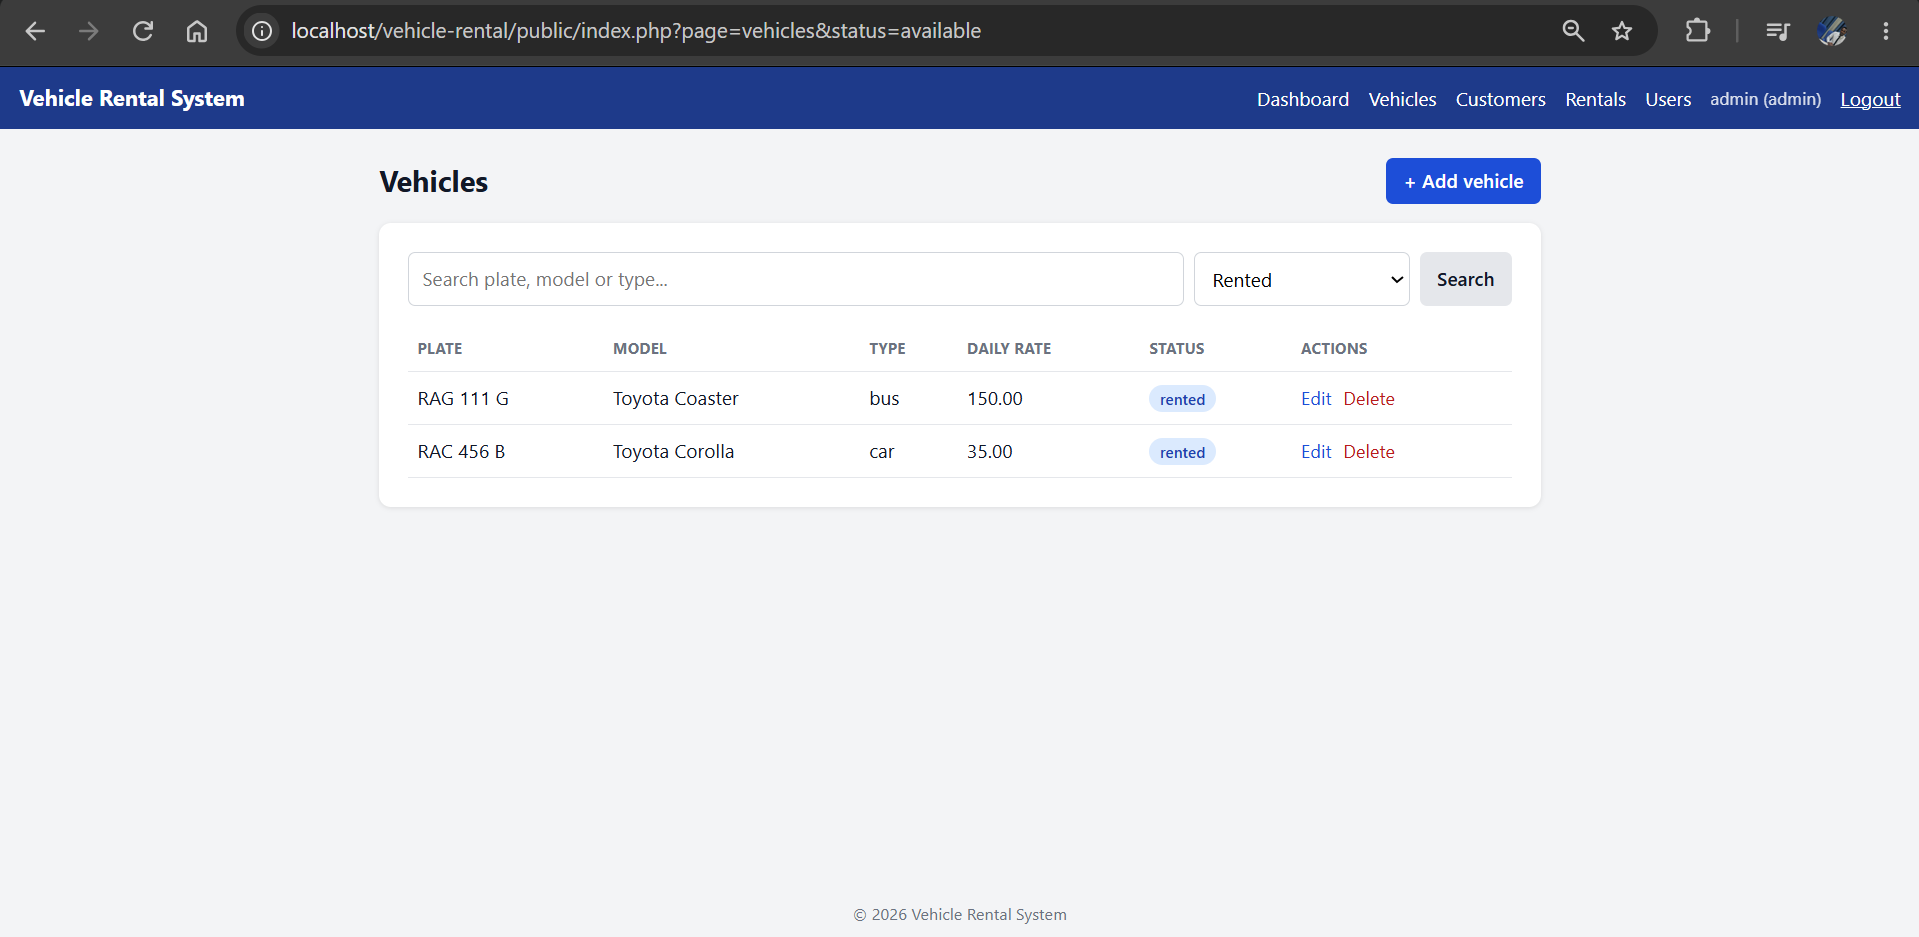 localhost/vehicle-rental/public/index.php?page=vehicles&status=available
Vehicle Rental System Dashboard Vehicles Customers Rentals Users admin (admin) Logout
Vehicles + Add vehicle
Search plate, model or type... Rented Search
PLATE MODEL TYPE DAILY RATE STATUS ACTIONS
RAG 111 G Toyota Coaster bus 150.00 rented Edit Delete
RAC 456 B Toyota Corolla car 35.00 rented Edit Delete
© 2026 Vehicle Rental System